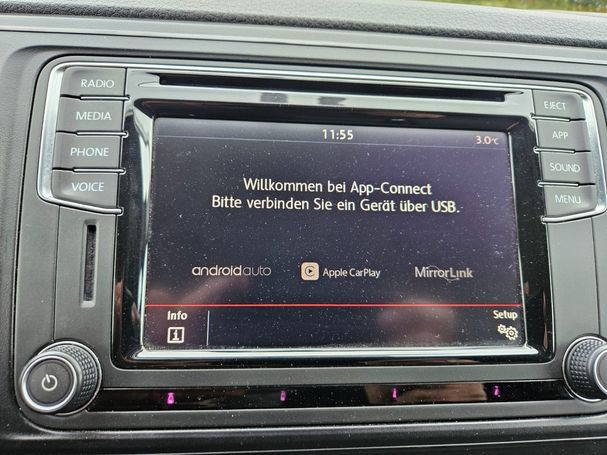 RADIO
MEDIA
PHONE
VOICE
EJECT
APP
SOUND
MENU
11:55
3.0°C
Willkommen bei App-Connect
Bitte verbinden Sie ein Gerät über USB.
androidauto
Apple CarPlay
MirrorLink
Info
Setup